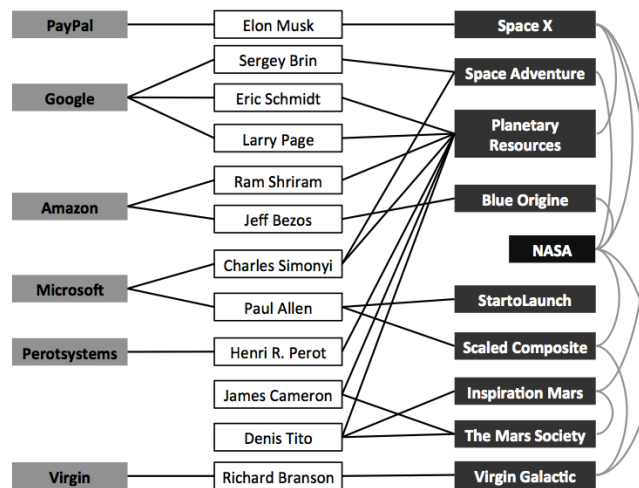 PayPal
Elon Musk
Space X
Sergey Brin
Space Adventure
Google
Eric Schmidt
Planetary
Resources
Larry Page
Ram Shriram
Amazon
Blue Origine
Jeff Bezos
NASA
Charles Simonyi
Microsoft
StartoLaunch
Paul Allen
Scaled Composite
Perotsystems
Henri R. Perot
James Cameron
Inspiration Mars
Denis Tito
The Mars Society
Virgin
Richard Branson
Virgin Galactic